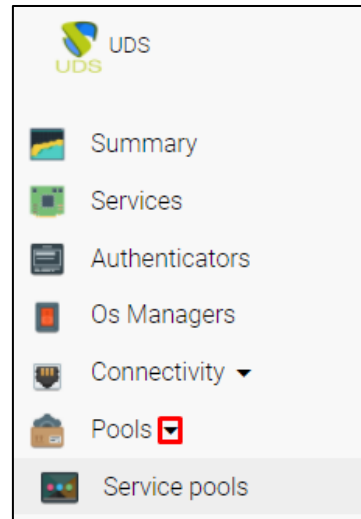 UDS
UDS
Summary
Services
Authenticators
Os Managers
Connectivity
Pools
Service pools